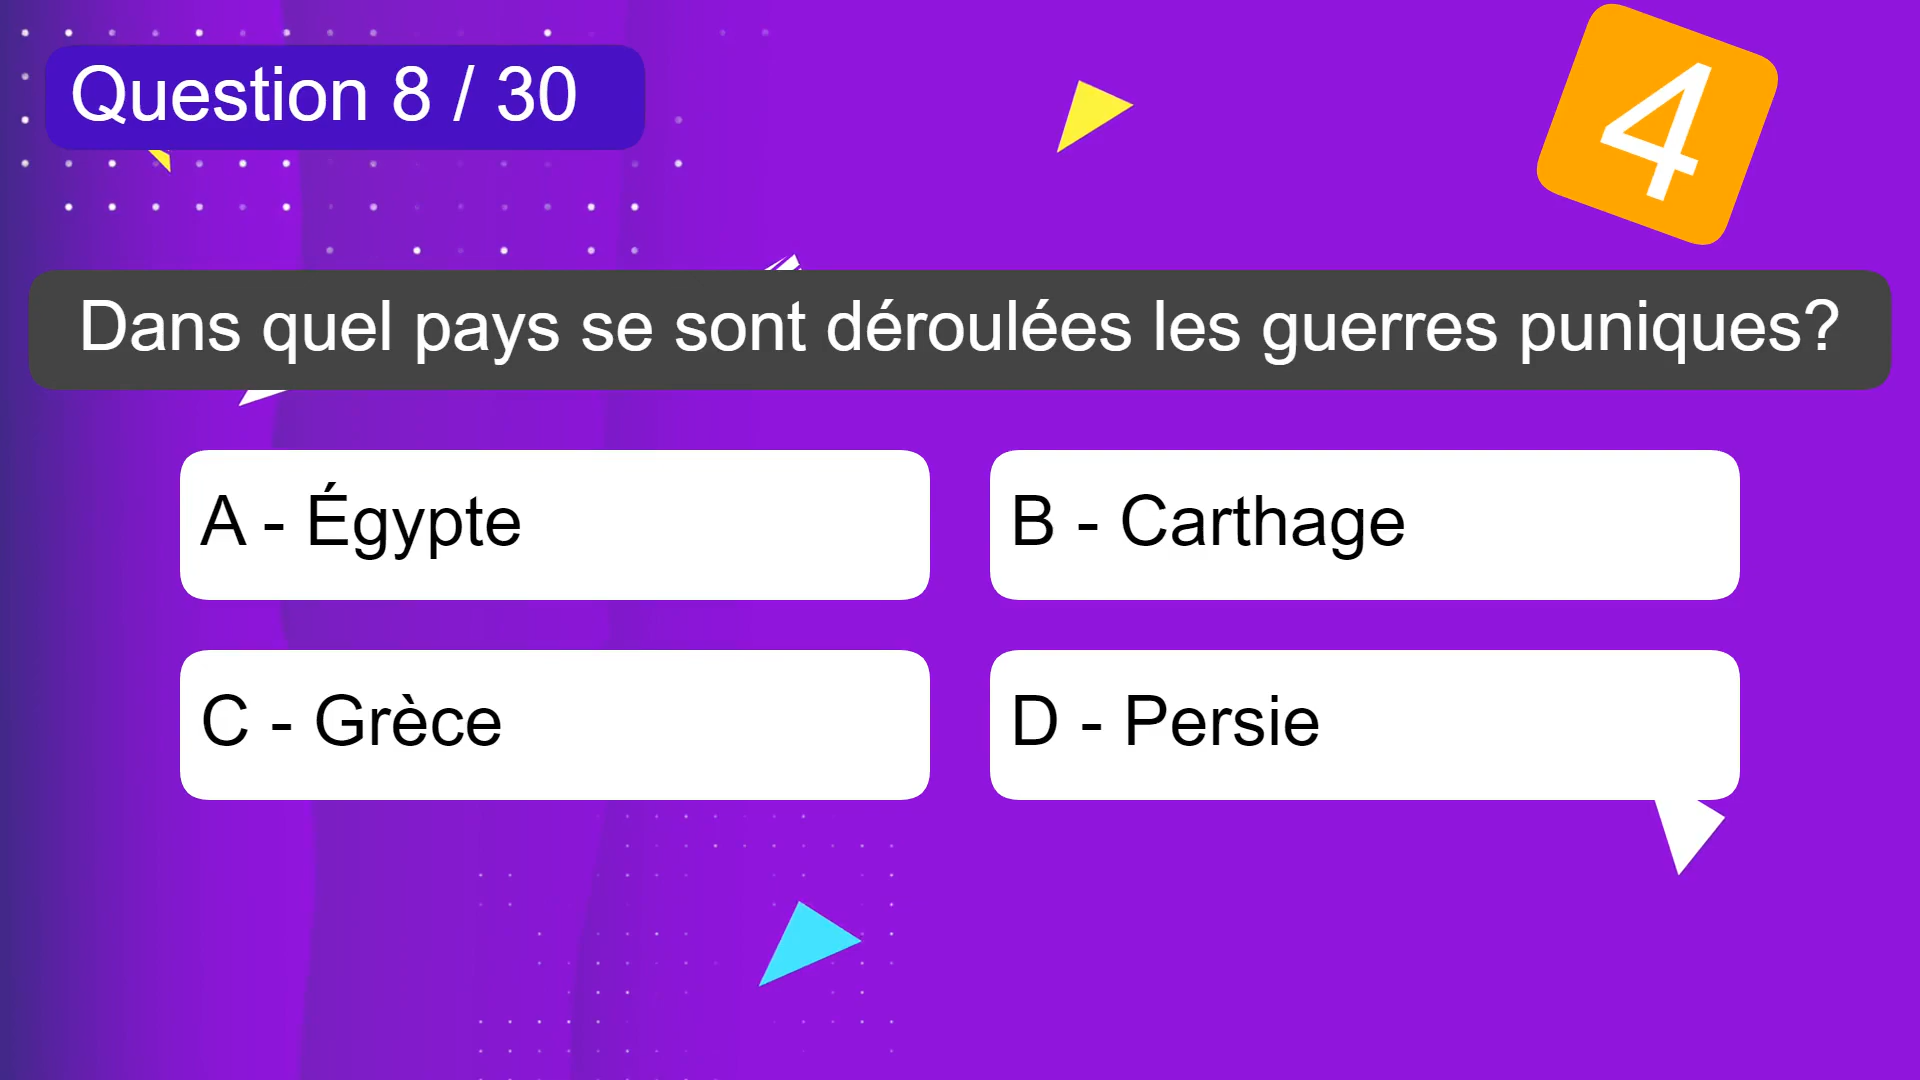 Question 8 / 30
4
Dans quel pays se sont déroulées les guerres puniques?
A - Égypte
B - Carthage
C - Grèce
D - Persie